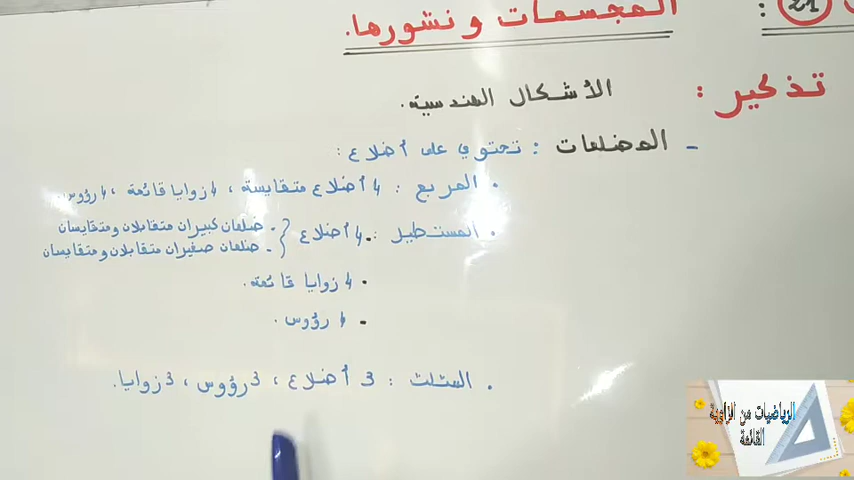 21 :
المجسمات و نشورها.
تذكير : الأشكال الهندسية.
- المضلعات : تحتوي على أضلاع :
• المربع : 4 أضلاع متقايسة ، 4 زوايا قائمة ، 4 رؤوس.
• المستطيل : • 4 أضلاع { - ضلعان كبيران متقابلان ومتقايسان
- ضلعان صغيران متقابلان ومتقايسان
• 4 زوايا قائمة.
• 4 رؤوس.
• المثلث : 3 أضلاع ، 3 رؤوس ، 3 زوايا.
الرياضيات من الزاوية
القائمة